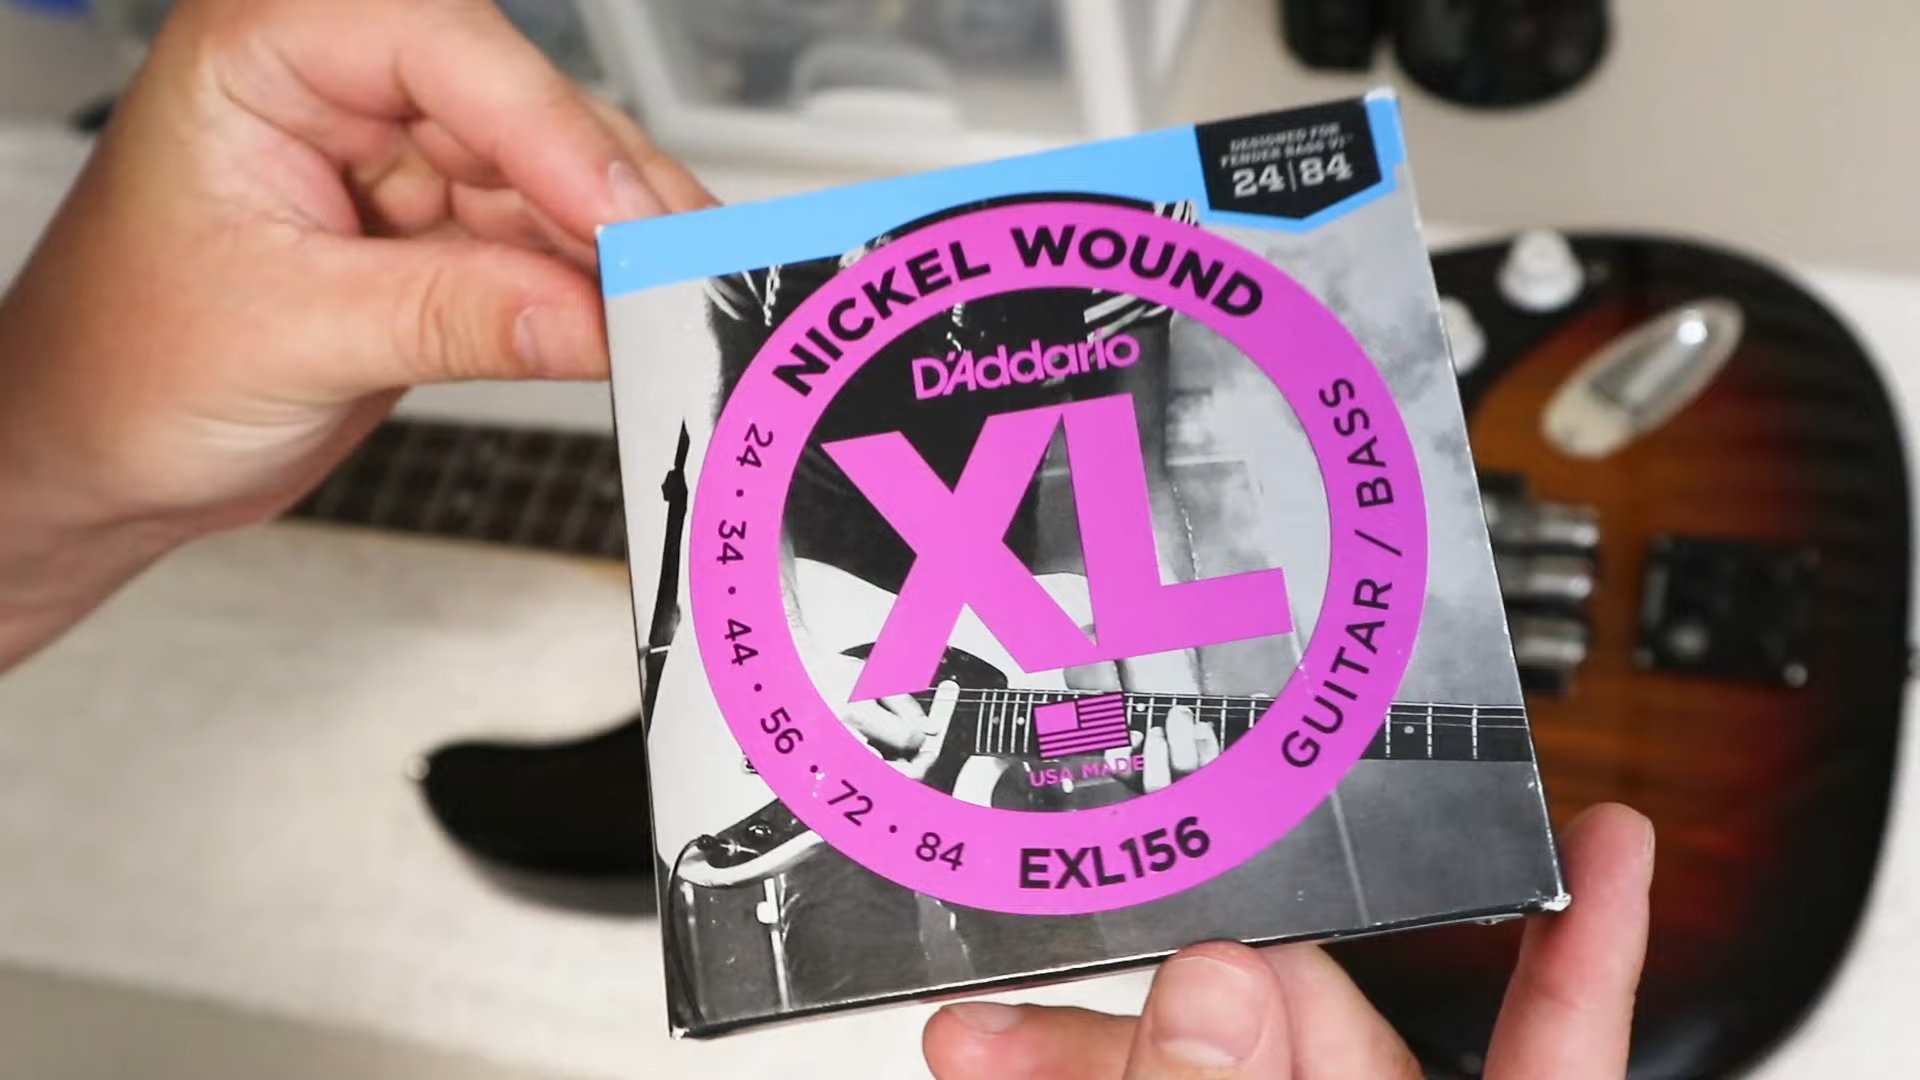 DESIGNED FOR
FENDER BASS VI™
24|84
NICKEL WOUND
D'Addario
XL
24 · 34 · 44 · 56 · 72 · 84
GUITAR / BASS
USA MADE
EXL156